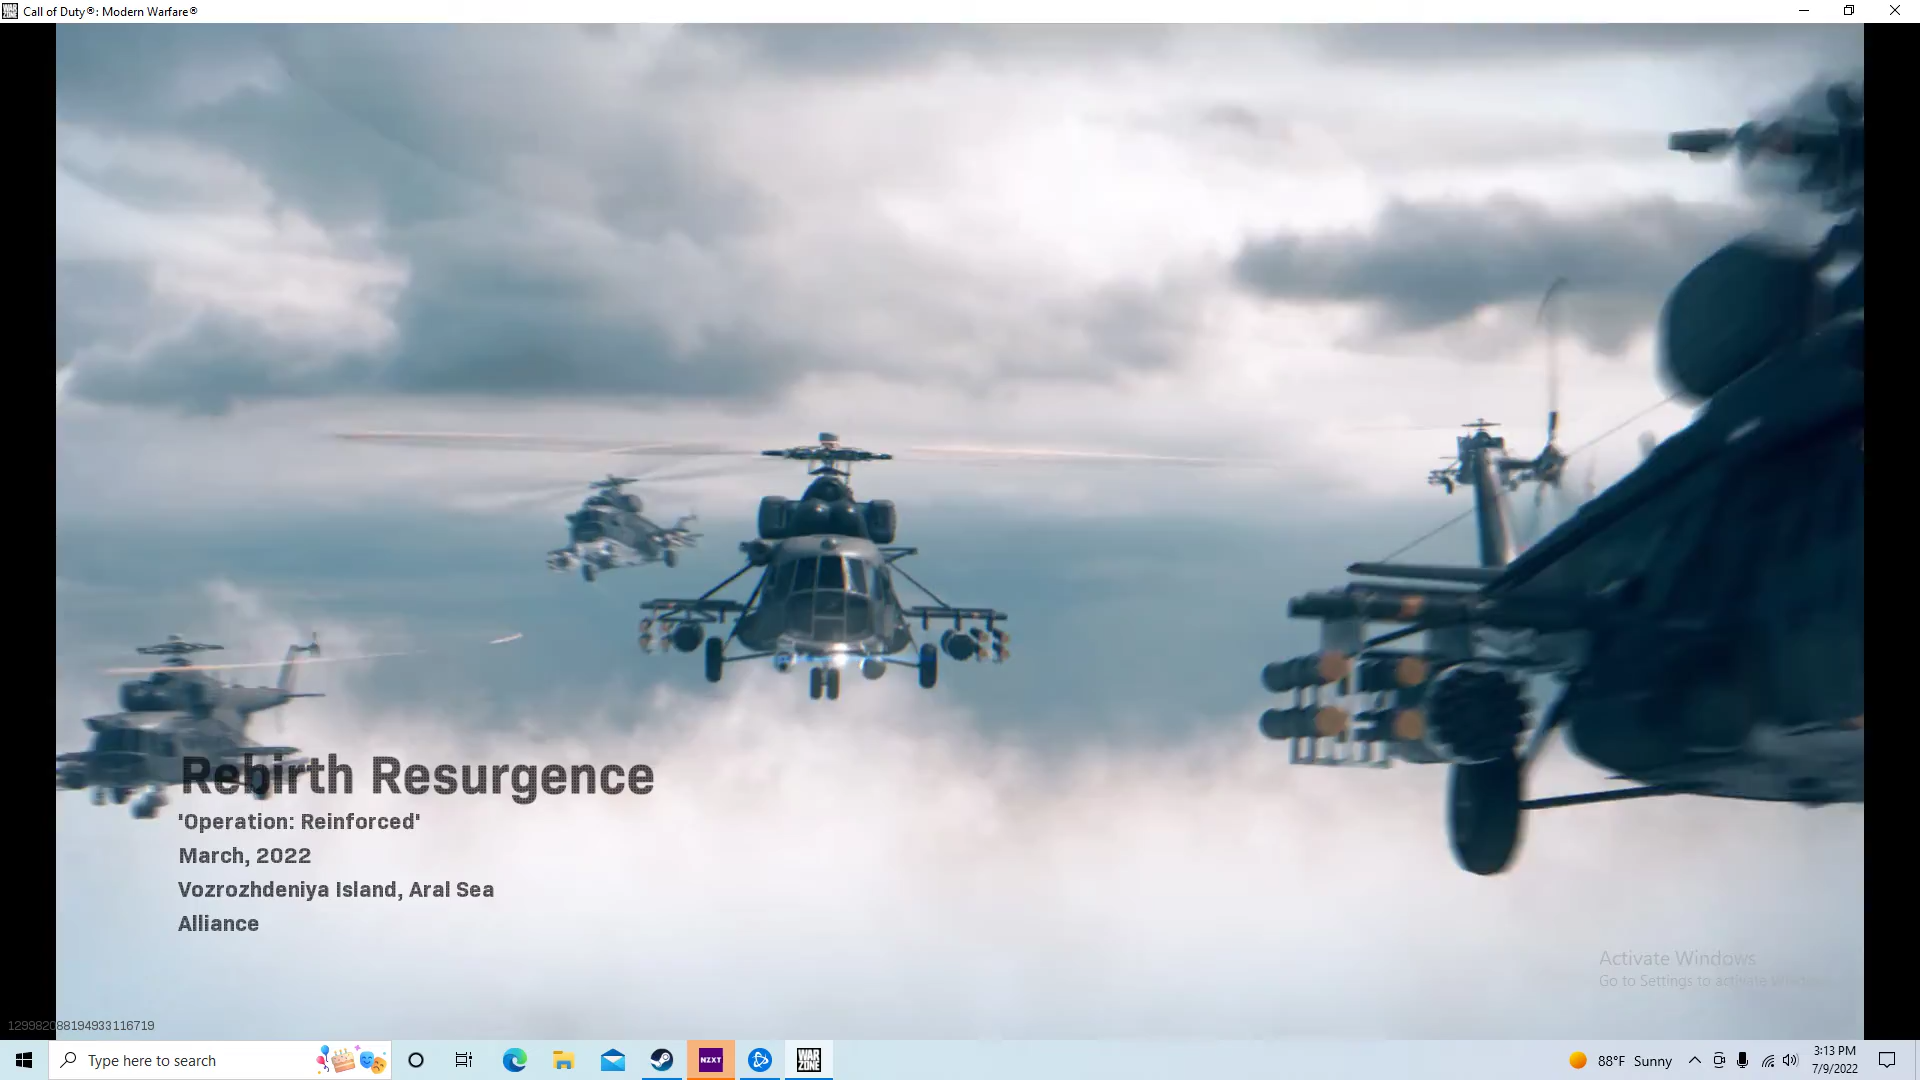 Call of Duty®: Modern Warfare®
Rebirth Resurgence
'Operation: Reinforced'
March, 2022
Vozrozhdeniya Island, Aral Sea
Alliance
Activate Windows
Go to Settings to activate Windows
129982088194933116719
Type here to search
NZXT
WAR
ZONE
88°F Sunny
3:13 PM
7/9/2022